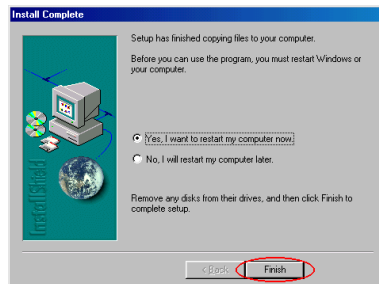 Install Complete
Setup has finished copying files to your computer.
Before you can use the program, you must restart Windows or
your computer.
Yes, I want to restart my computer now.
No, I will restart my computer later.
Remove any disks from their drives, and then click Finish to
complete setup.
InstallShield
< Back
Finish